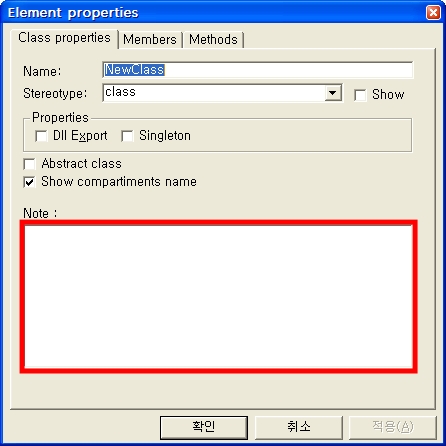 Element properties
Class properties Members Methods
Name: NewClass
Stereotype: class Show
Properties
Dll Export Singleton
Abstract class
Show compartiments name
Note :
확인 취소 적용(A)